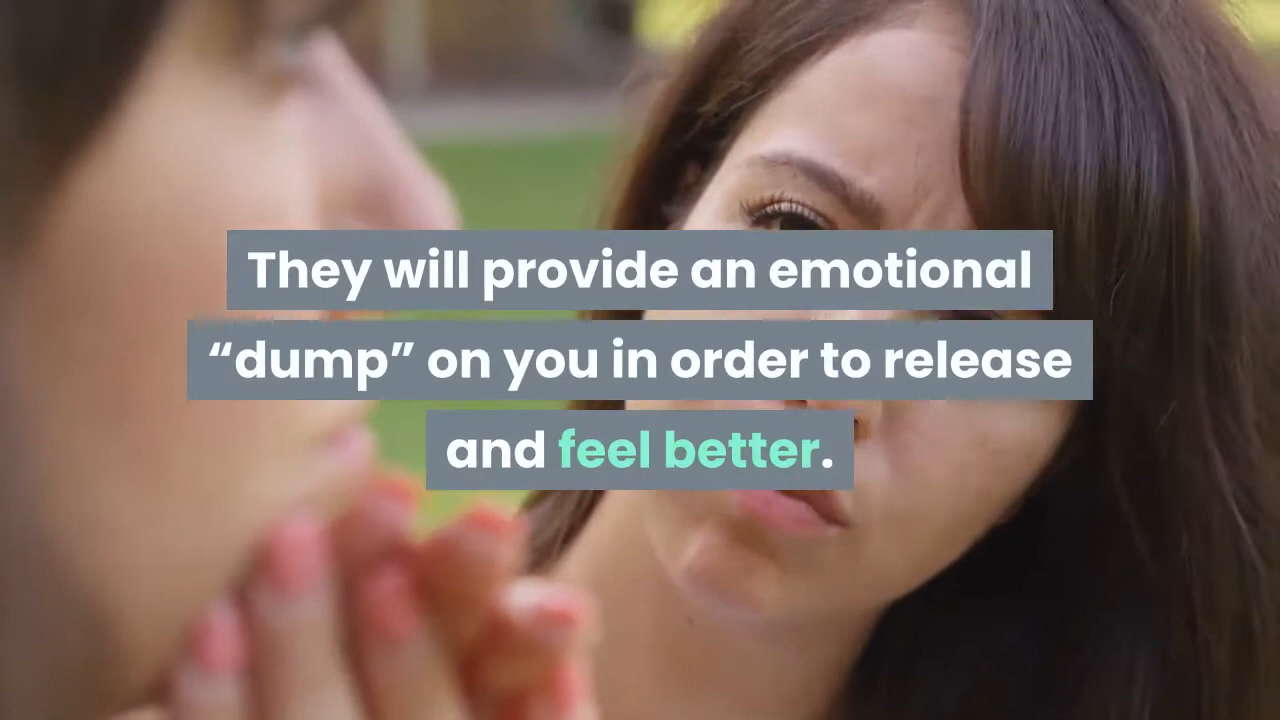 They will provide an emotional
“dump” on you in order to release
and feel better.